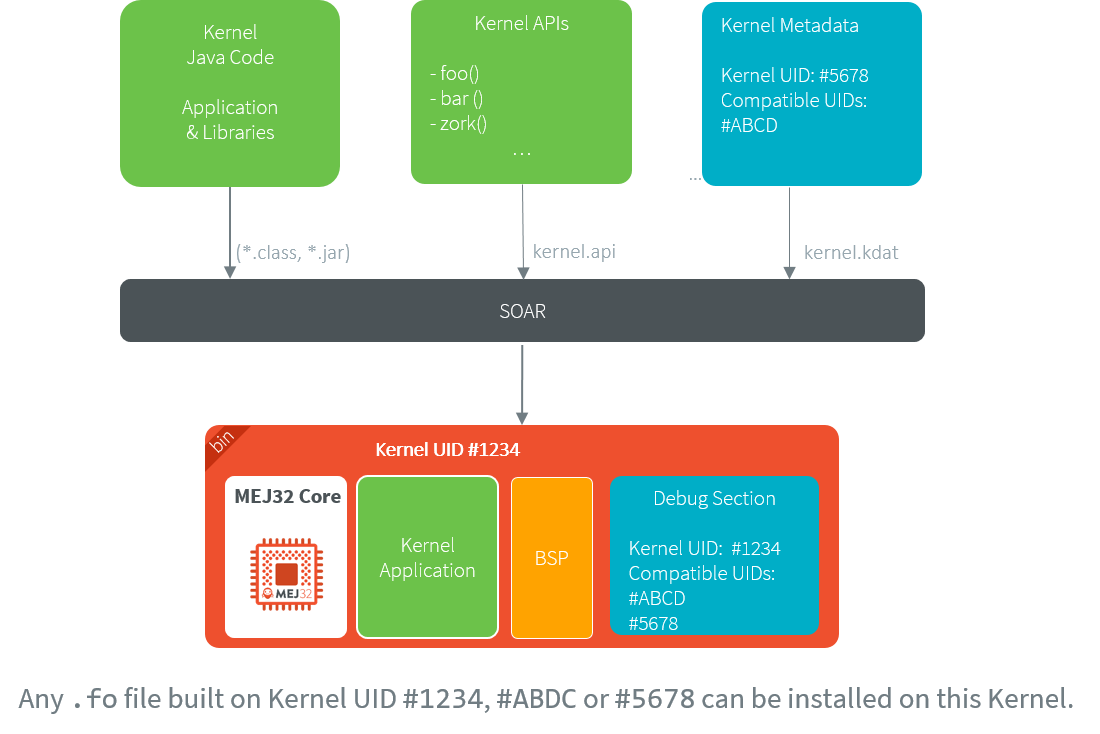 Kernel
Java Code
Application
& Libraries
Kernel APIs
- foo()
- bar ()
- zork()
...
Kernel Metadata
Kernel UID: #5678
Compatible UIDs:
#ABCD
...
(*.class, *.jar)
kernel.api
kernel.kdat
SOAR
bin
Kernel UID #1234
MEJ32 Core
MEJ32
Kernel
Application
BSP
Debug Section
Kernel UID:  #1234
Compatible UIDs:
#ABCD
#5678
Any .fo file built on Kernel UID #1234, #ABDC or #5678 can be installed on this Kernel.